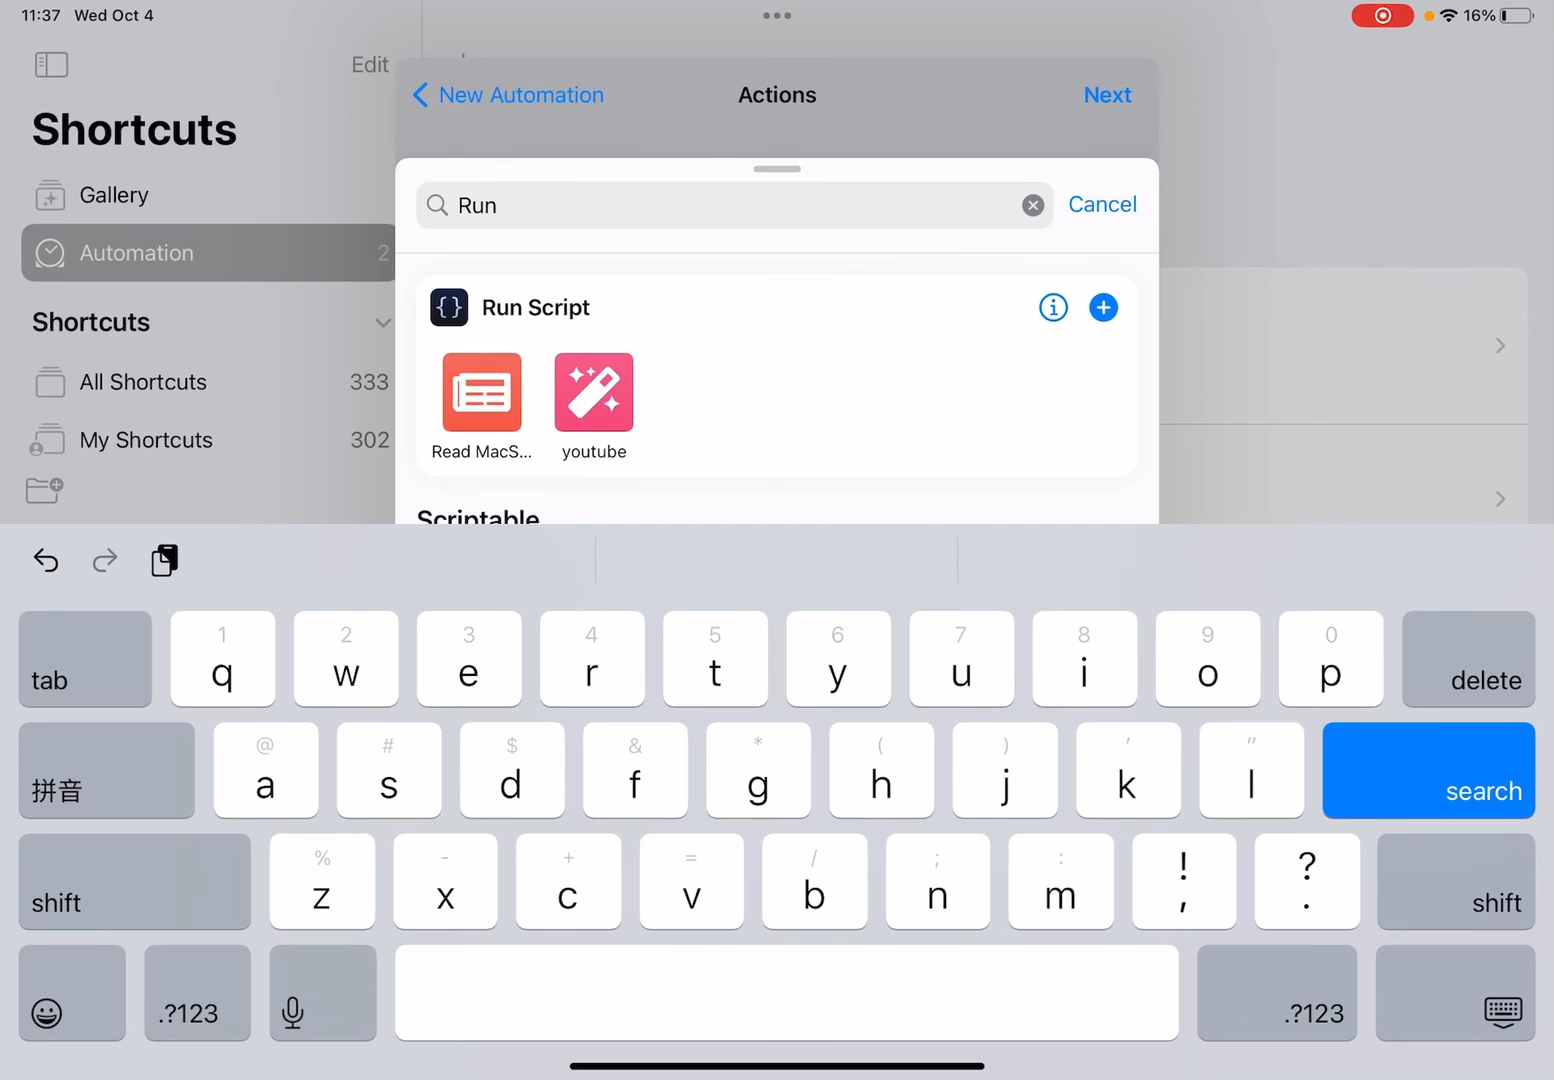 11:37 Wed Oct 4
16%
Edit
Shortcuts
Gallery
Automation 2
Shortcuts
All Shortcuts 333
My Shortcuts 302
New Automation Actions Next
Run Cancel
Run Script
Read MacS... youtube
Scriptable
1 2 3 4 5 6 7 8 9 0
tab q w e r t y u i o p delete
@ # $ & * ( ) ' "
拼音 a s d f g h j k l search
% - + = / ; : ! ?
shift z x c v b n m , . shift
.?123 .?123